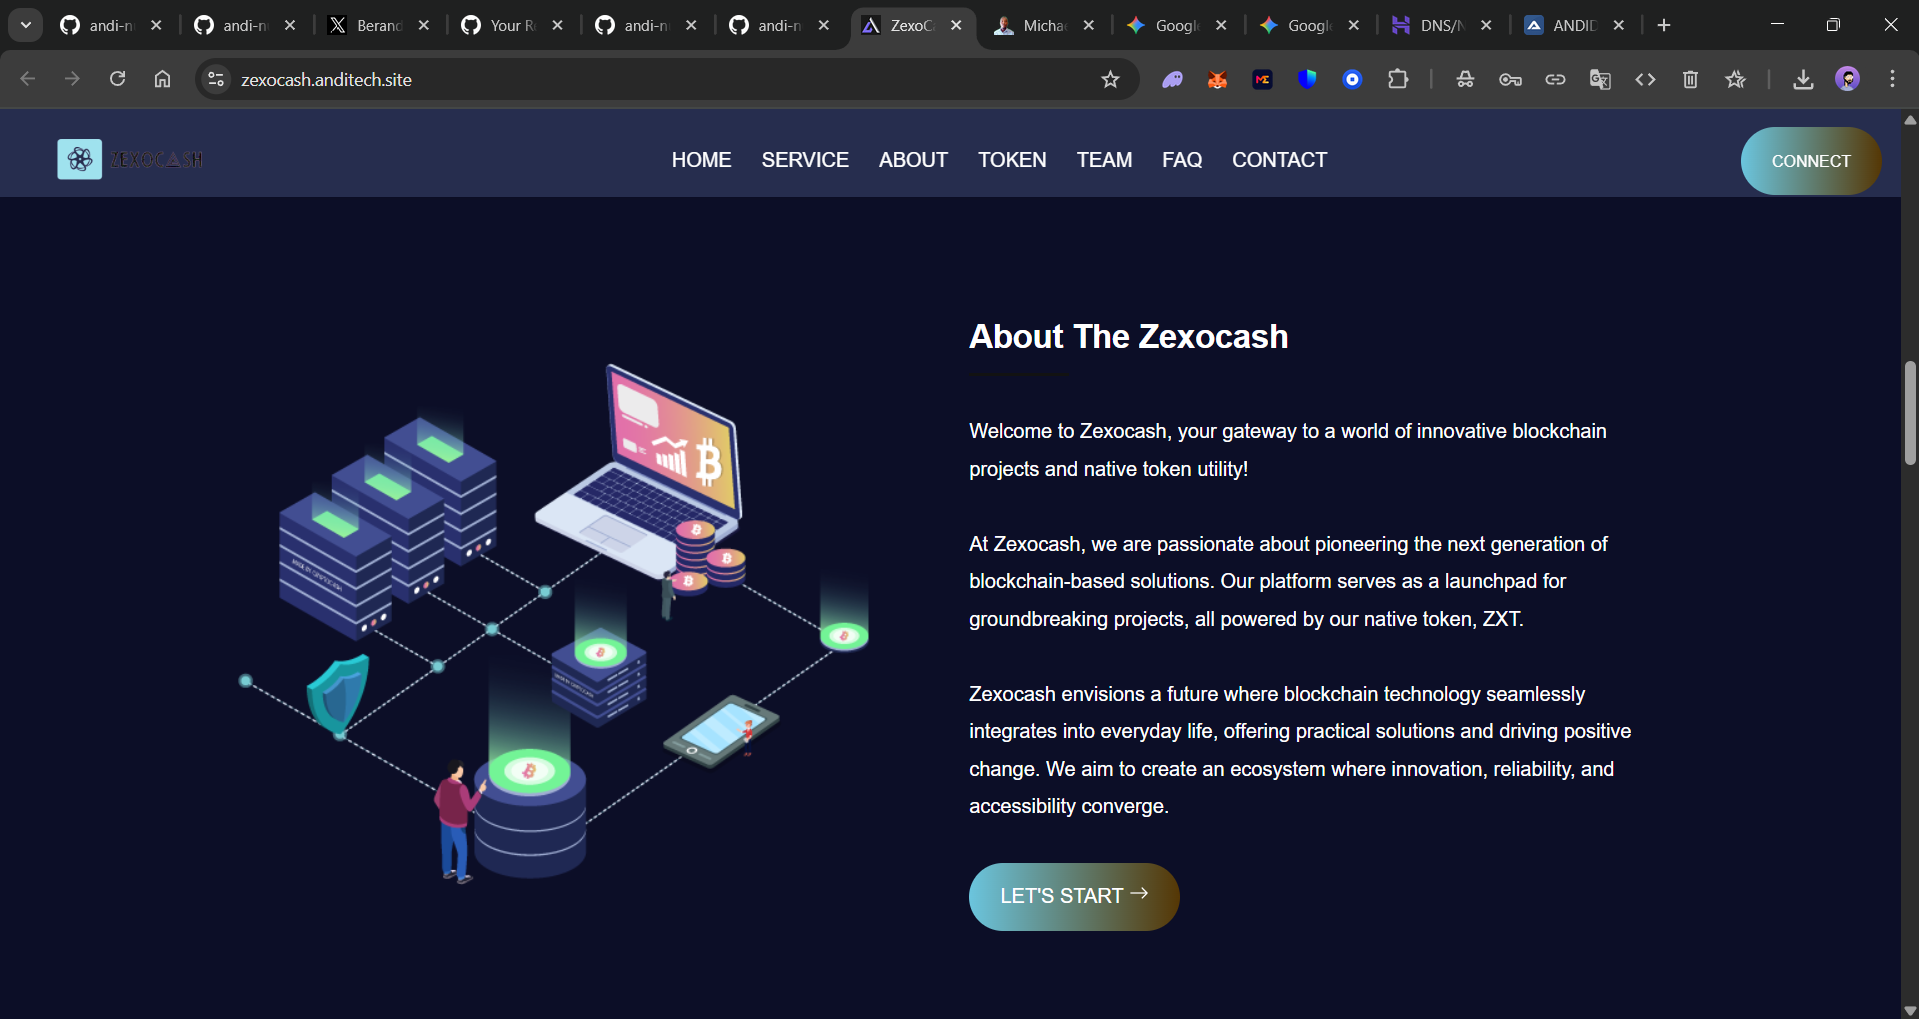 andi-n
andi-n
Berand
Your R
andi-n
andi-n
ZexoC
Micha
Googl
Googl
DNS/
ANDI
zexocash.anditech.site
ZEXOCASH
HOME
SERVICE
ABOUT
TOKEN
TEAM
FAQ
CONTACT
CONNECT
About The Zexocash
Welcome to Zexocash, your gateway to a world of innovative blockchain
projects and native token utility!
At Zexocash, we are passionate about pioneering the next generation of
blockchain-based solutions. Our platform serves as a launchpad for
groundbreaking projects, all powered by our native token, ZXT.
Zexocash envisions a future where blockchain technology seamlessly
integrates into everyday life, offering practical solutions and driving positive
change. We aim to create an ecosystem where innovation, reliability, and
accessibility converge.
LET'S START →